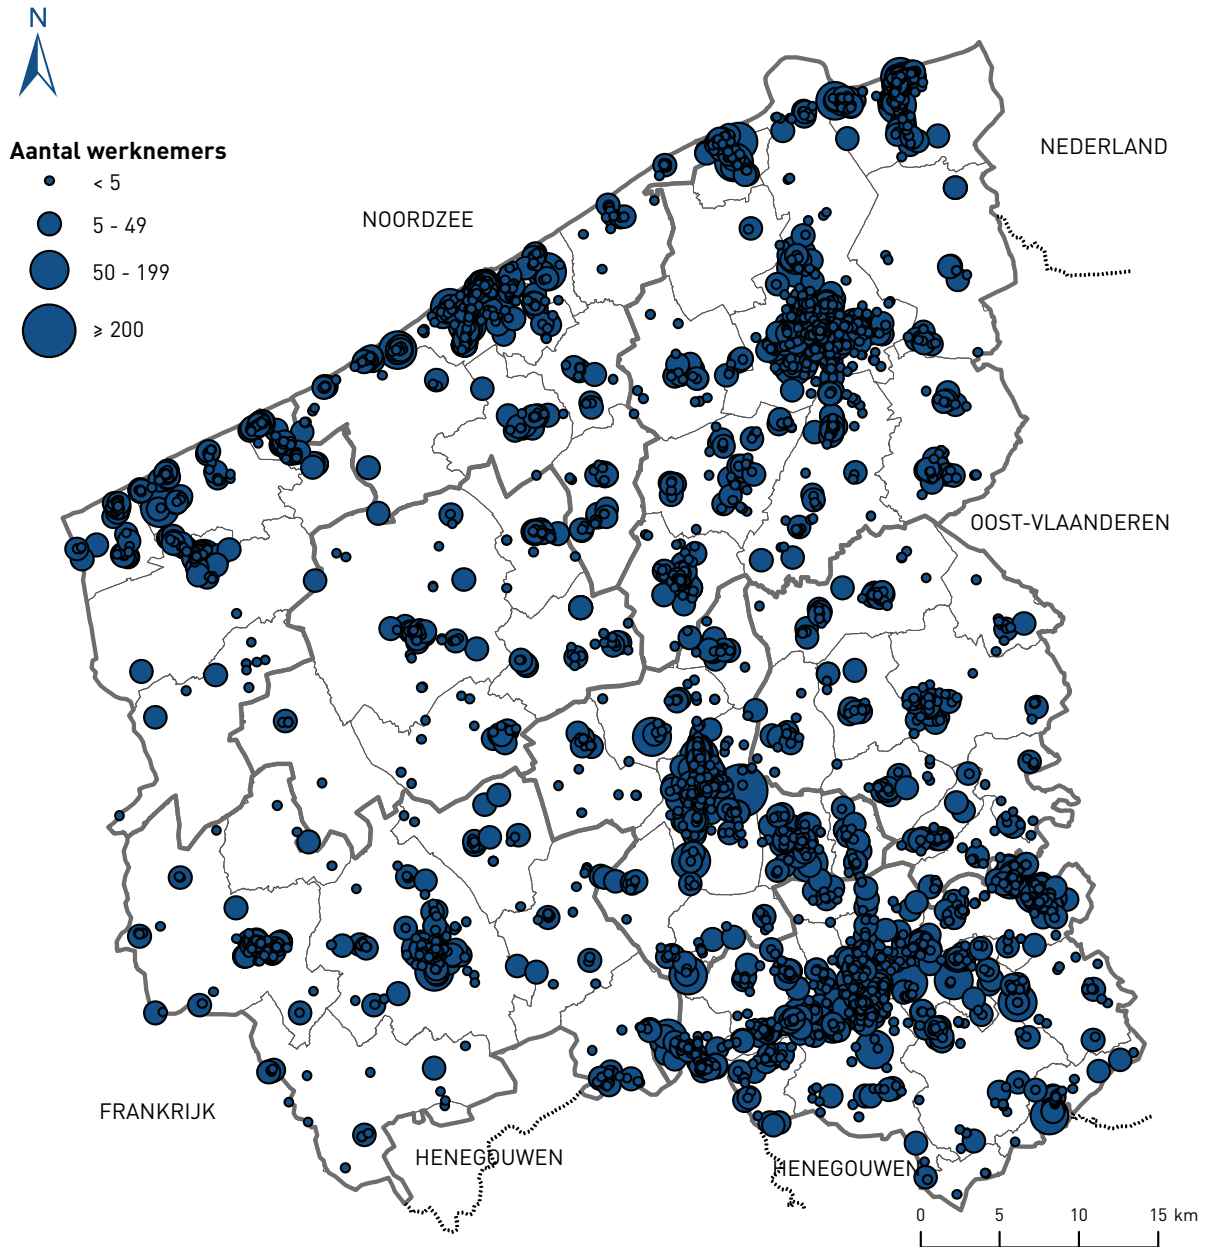 N
Aantal werknemers
< 5
5 - 49
50 - 199
≥ 200
NOORDZEE
NEDERLAND
OOST-VLAANDEREN
FRANKRIJK
HENEGOUWEN
HENEGOUWEN
0 5 10 15 km